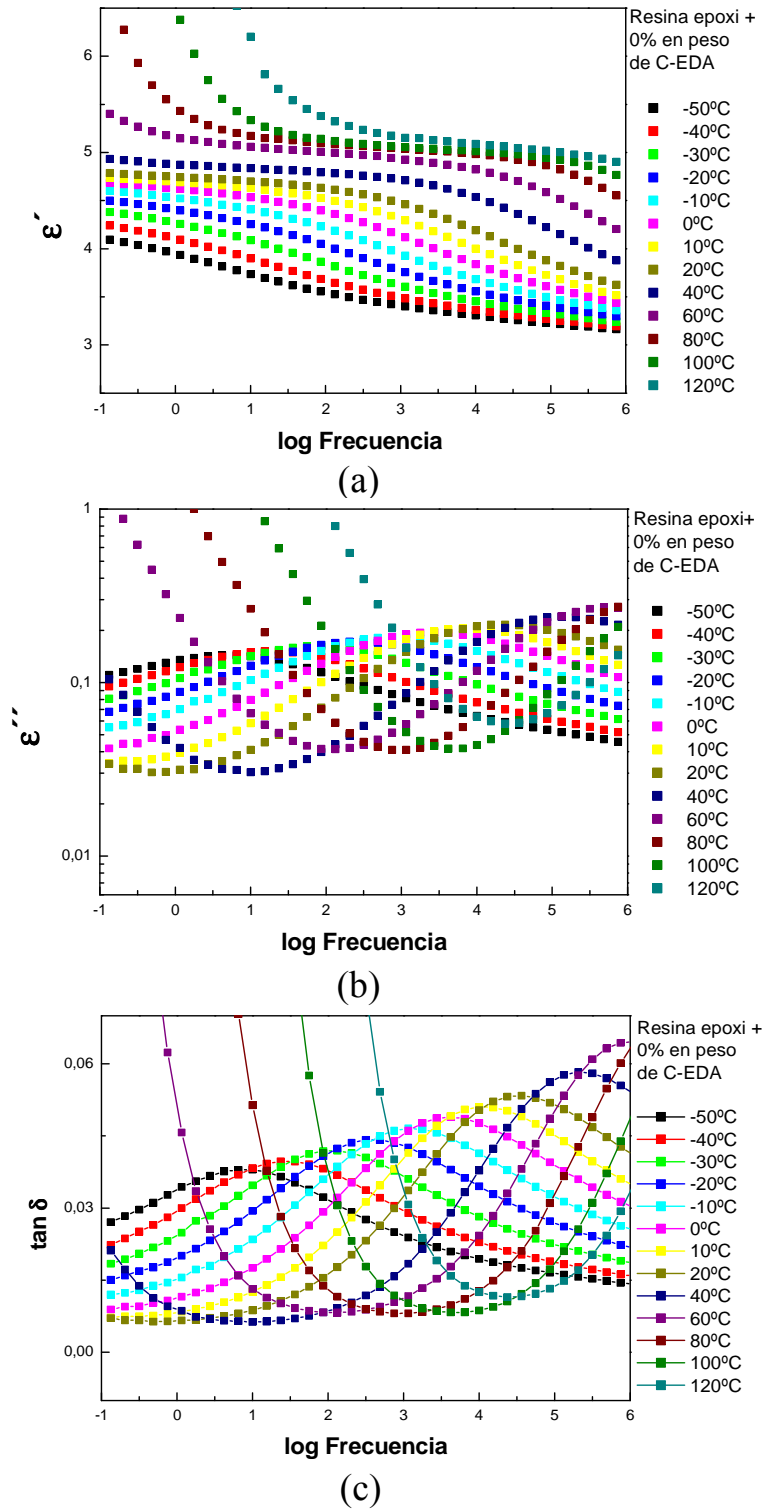 Resina epoxi +
0% en peso
de C-EDA
-50ºC
-40ºC
-30ºC
-20ºC
-10ºC
0ºC
10ºC
20ºC
40ºC
60ºC
80ºC
100ºC
120ºC
6
5
4
3
ε´
-1 0 1 2 3 4 5 6
log Frecuencia
(a)
Resina epoxi+
0% en peso
de C-EDA
-50ºC
-40ºC
-30ºC
-20ºC
-10ºC
0ºC
10ºC
20ºC
40ºC
60ºC
80ºC
100ºC
120ºC
1
0,1
0,01
ε´´
-1 0 1 2 3 4 5 6
log Frecuencia
(b)
Resina epoxi +
0% en peso
de C-EDA
-50ºC
-40ºC
-30ºC
-20ºC
-10ºC
0ºC
10ºC
20ºC
40ºC
60ºC
80ºC
100ºC
120ºC
0,06
0,03
0,00
tan δ
-1 0 1 2 3 4 5 6
log Frecuencia
(c)